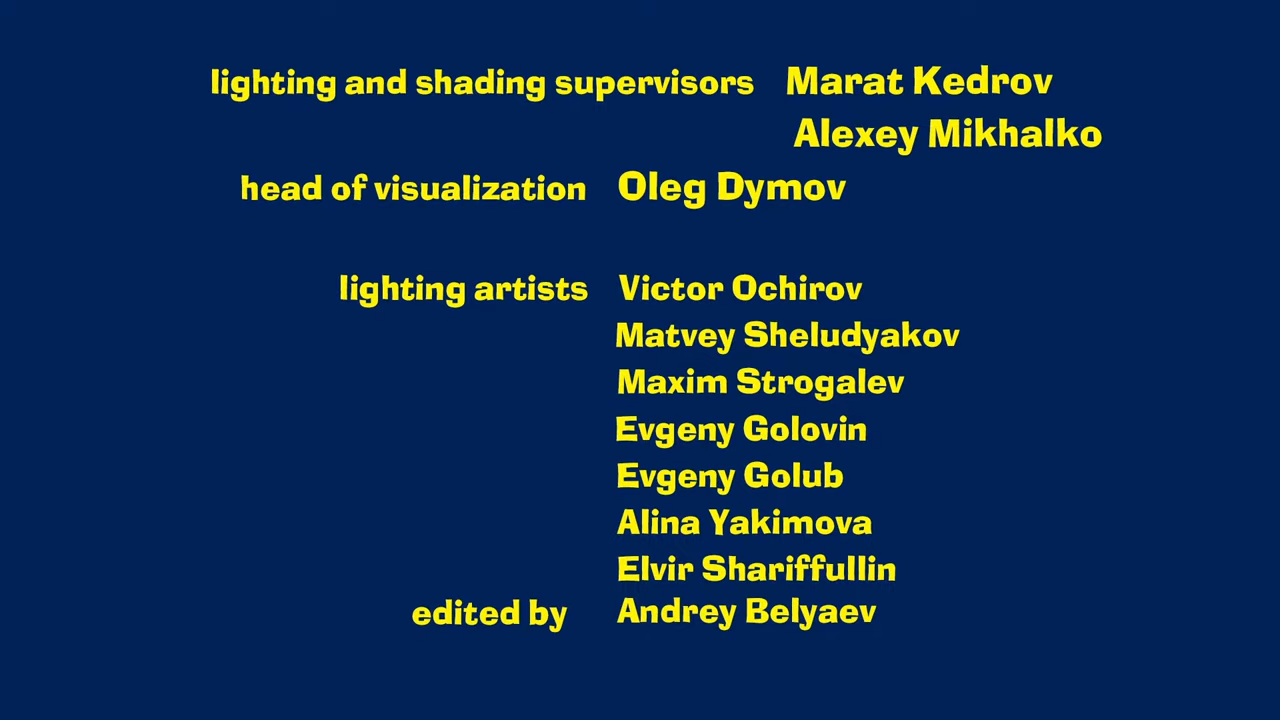 lighting and shading supervisors Marat Kedrov
Alexey Mikhalko
head of visualization Oleg Dymov
lighting artists Victor Ochirov
Matvey Sheludyakov
Maxim Strogalev
Evgeny Golovin
Evgeny Golub
Alina Yakimova
Elvir Shariffullin
edited by Andrey Belyaev